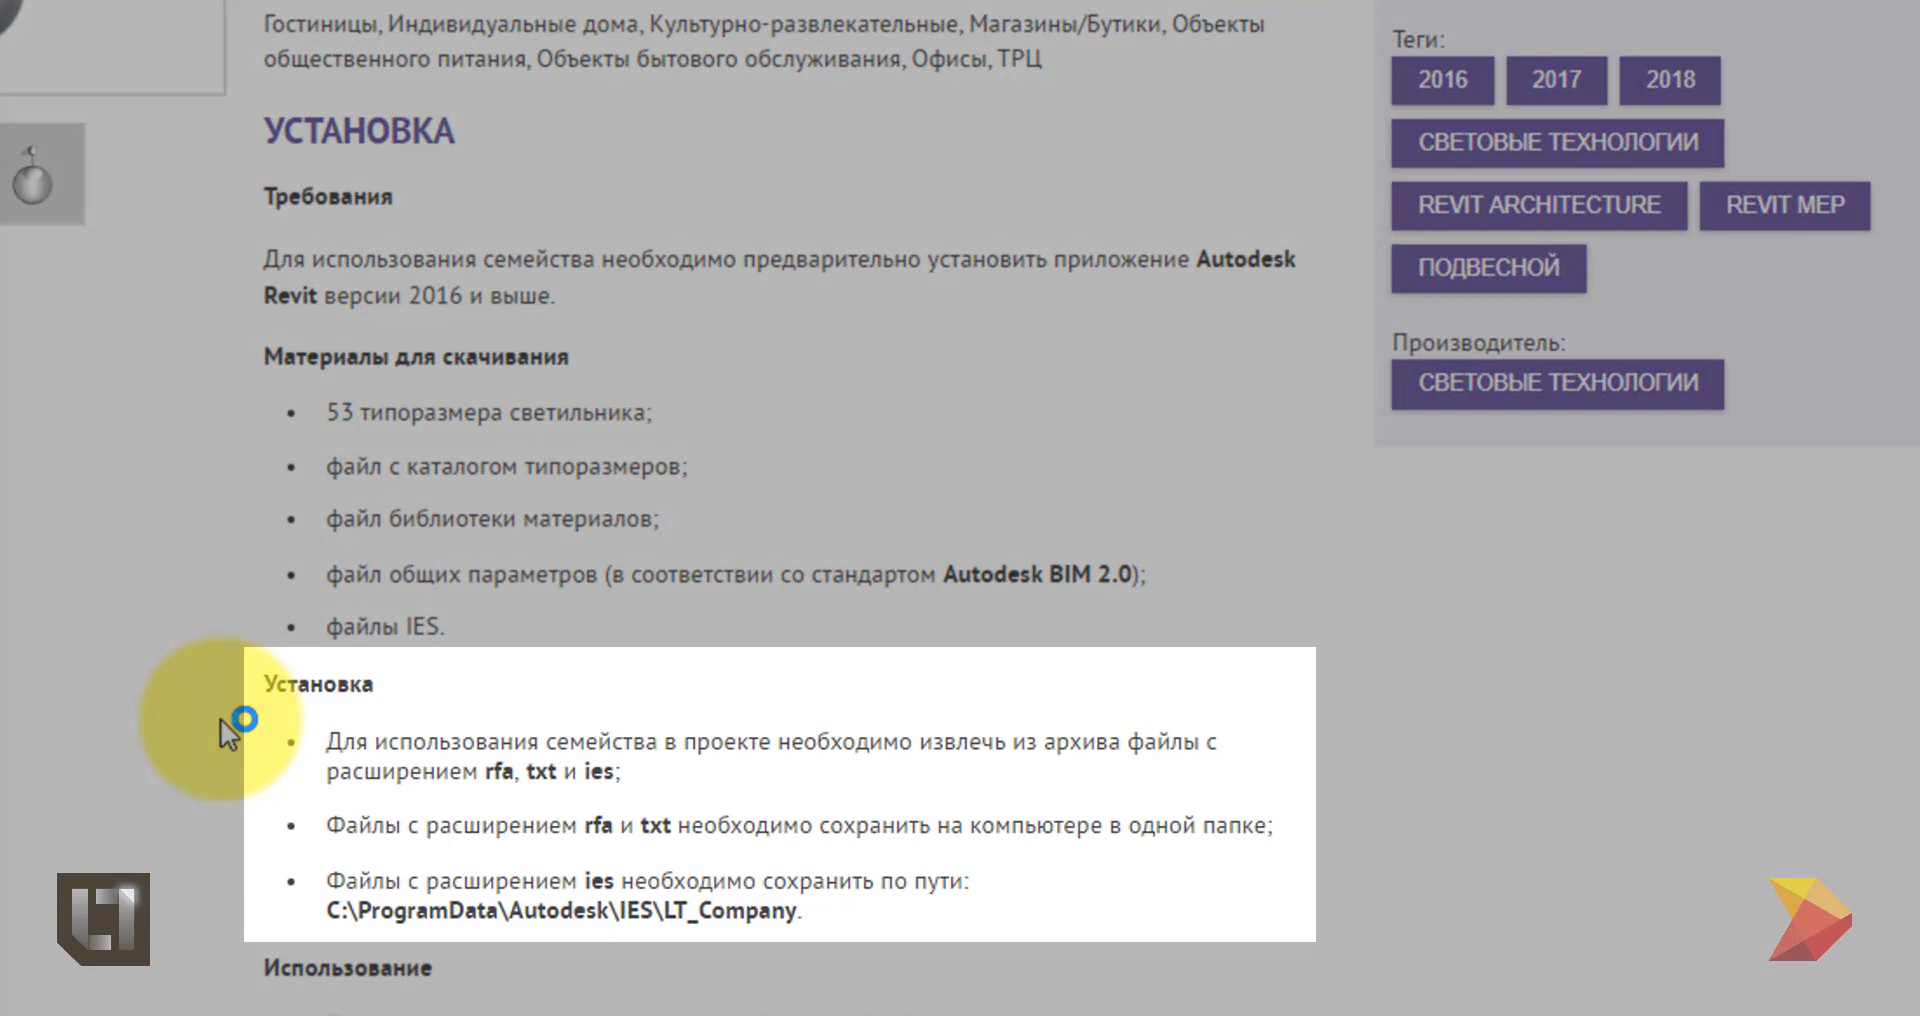 Гостиницы, Индивидуальные дома, Культурно-развлекательные, Магазины/Бутики, Объекты
общественного питания, Объекты бытового обслуживания, Офисы, ТРЦ
УСТАНОВКА
Требования
Для использования семейства необходимо предварительно установить приложение Autodesk
Revit версии 2016 и выше.
Материалы для скачивания
• 53 типоразмера светильника;
• файл с каталогом типоразмеров;
• файл библиотеки материалов;
• файл общих параметров (в соответствии со стандартом Autodesk BIM 2.0);
• файлы IES.
Установка
• Для использования семейства в проекте необходимо извлечь из архива файлы с
расширением rfa, txt и ies;
• Файлы с расширением rfa и txt необходимо сохранить на компьютере в одной папке;
• Файлы с расширением ies необходимо сохранить по пути:
C:\ProgramData\Autodesk\IES\LT_Company.
Использование
Теги:
2016 2017 2018
СВЕТОВЫЕ ТЕХНОЛОГИИ
REVIT ARCHITECTURE REVIT MEP
ПОДВЕСНОЙ
Производитель:
СВЕТОВЫЕ ТЕХНОЛОГИИ